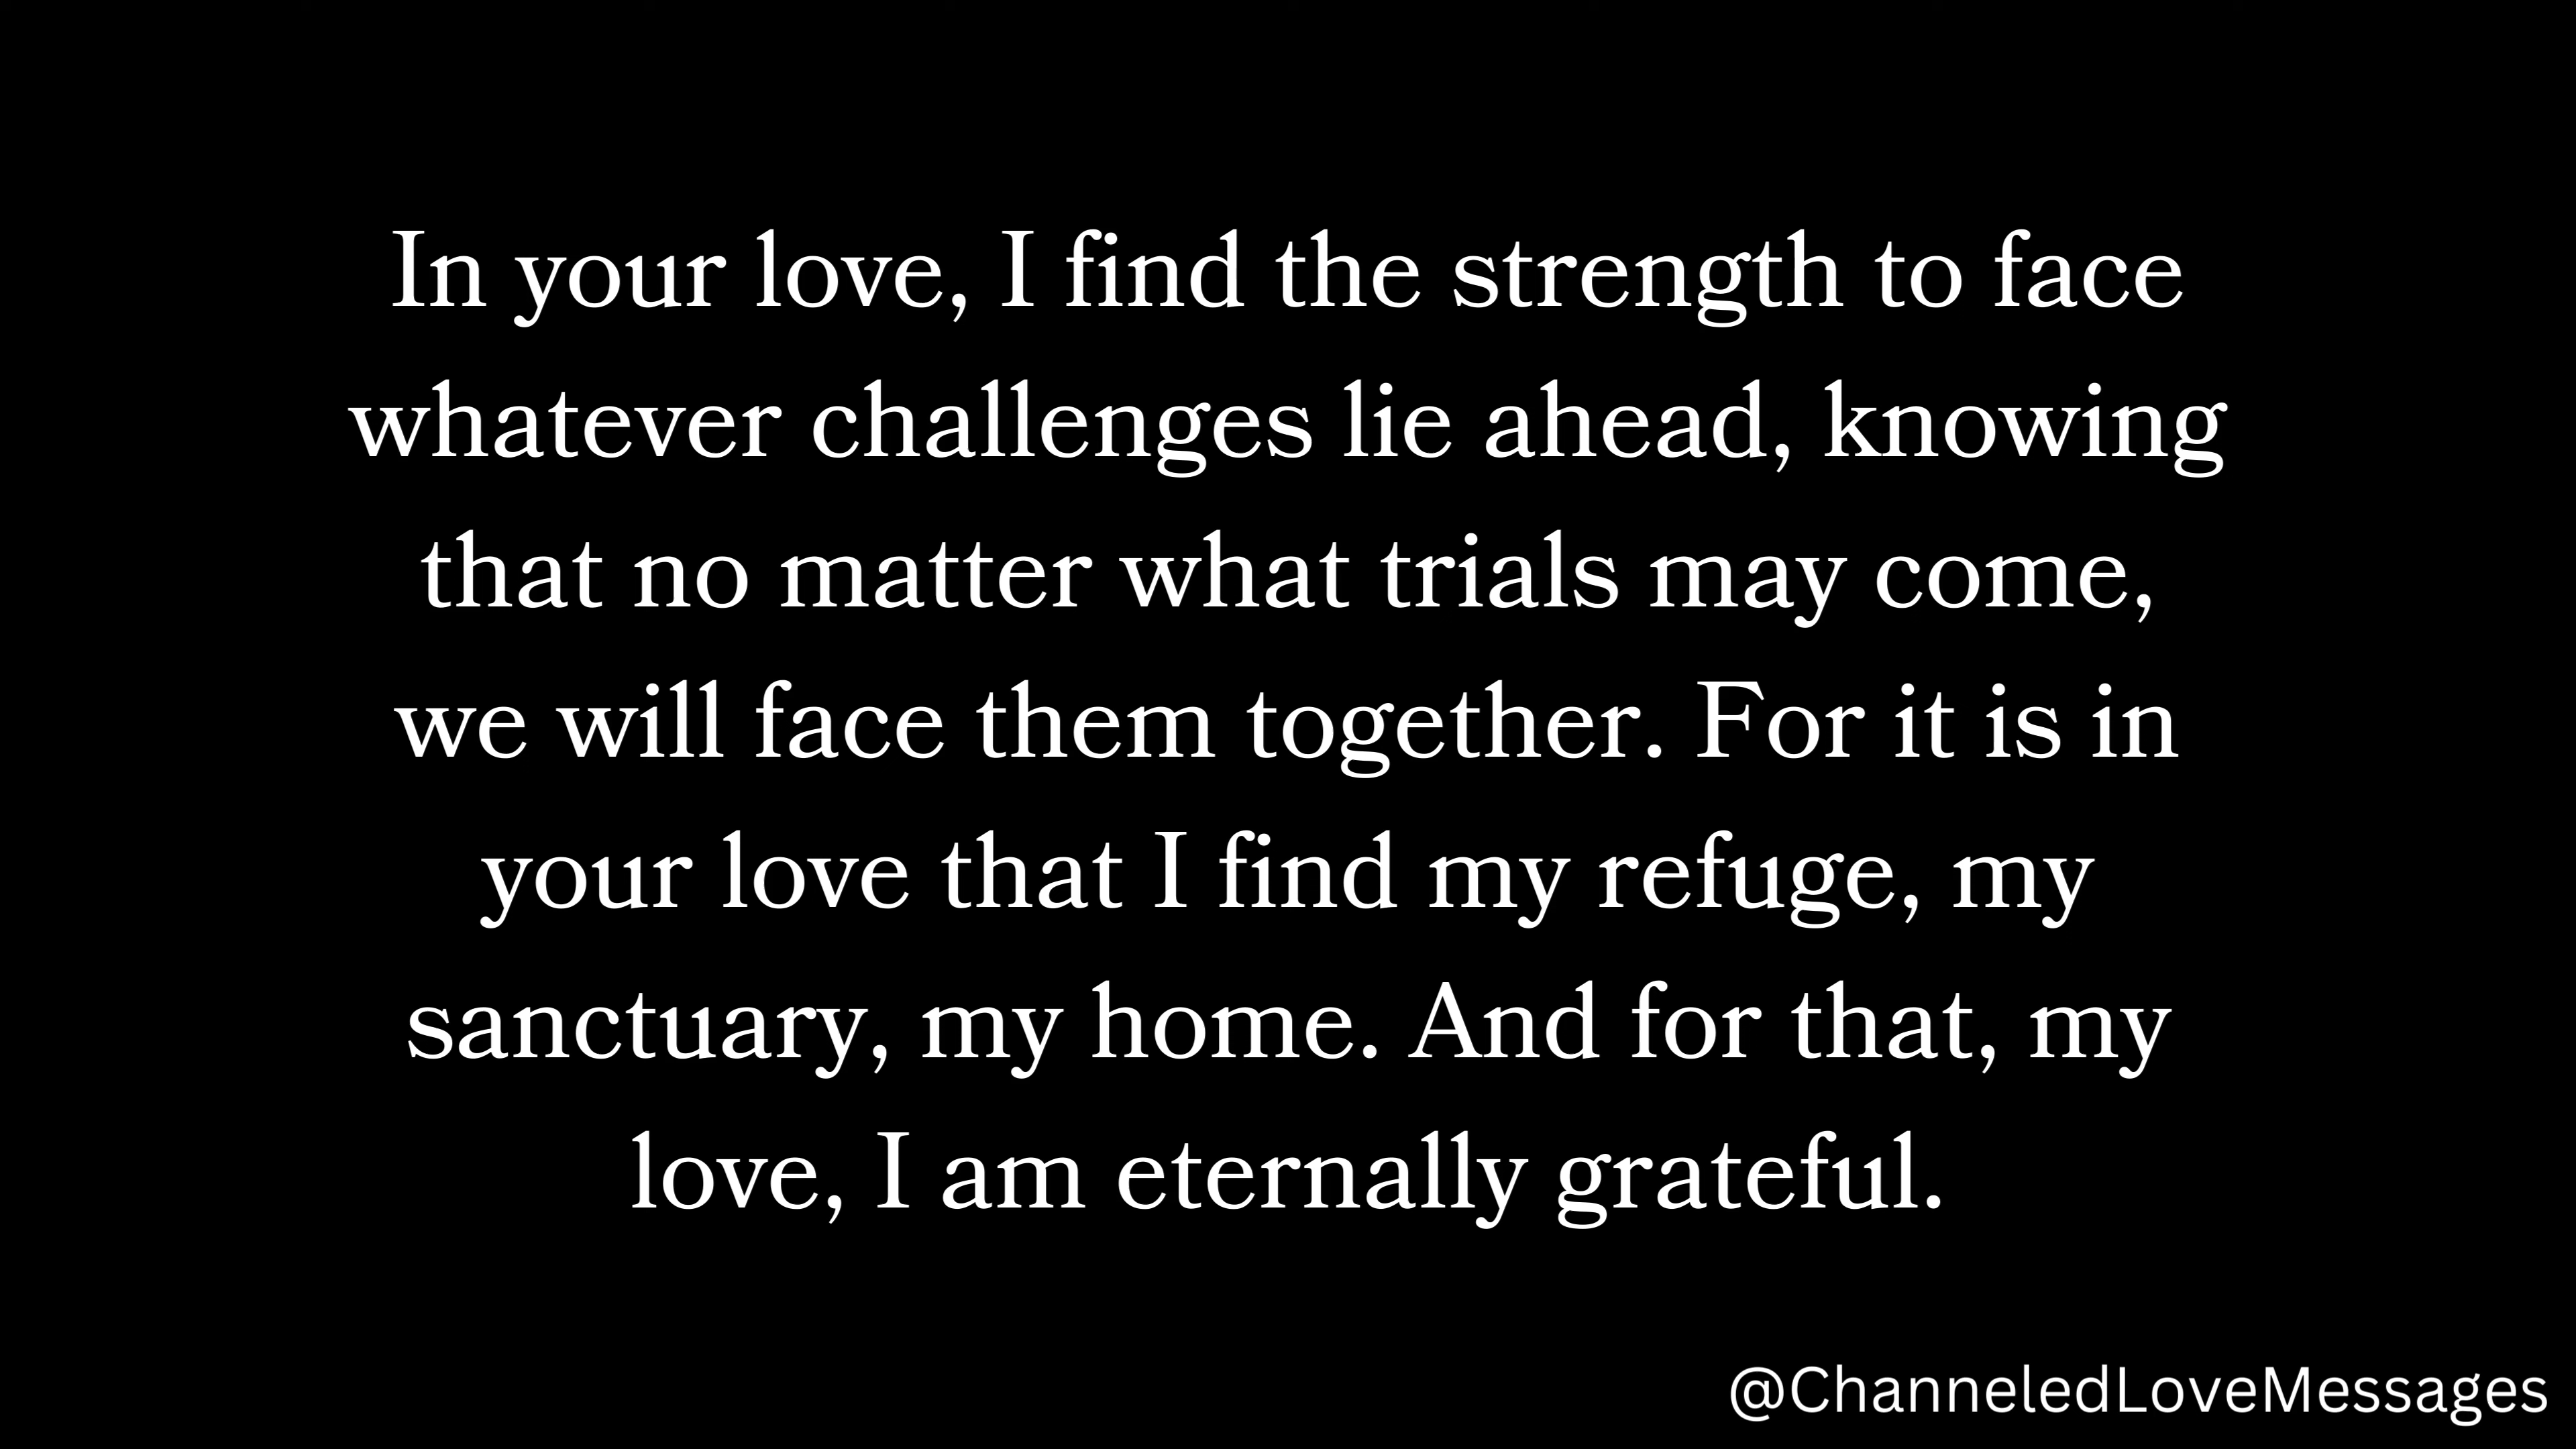 In your love, I find the strength to face
whatever challenges lie ahead, knowing
that no matter what trials may come,
we will face them together. For it is in
your love that I find my refuge, my
sanctuary, my home. And for that, my
love, I am eternally grateful.
@ChanneledLoveMessages